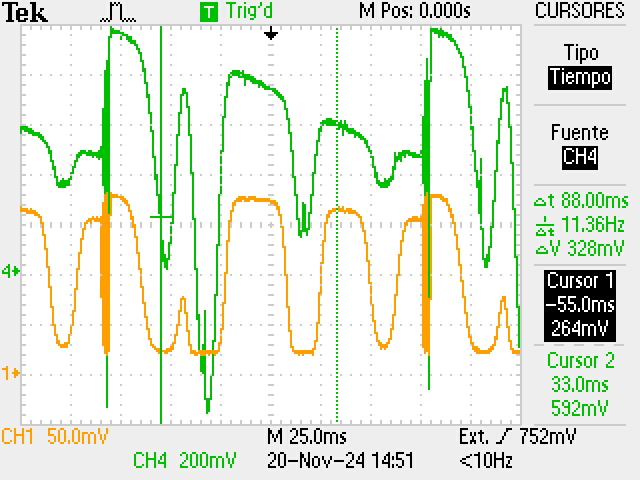 Tek T Trig'd M Pos: 0.000s CURSORES
Tipo
Tiempo
Fuente
CH4
Δt 88.00ms
1/Δt 11.36Hz
ΔV 328mV
4
Cursor 1
-55.0ms
264mV
Cursor 2
33.0ms
592mV
1
CH1 50.0mV M 25.0ms Ext. 752mV
CH4 200mV 20-Nov-24 14:51 <10Hz